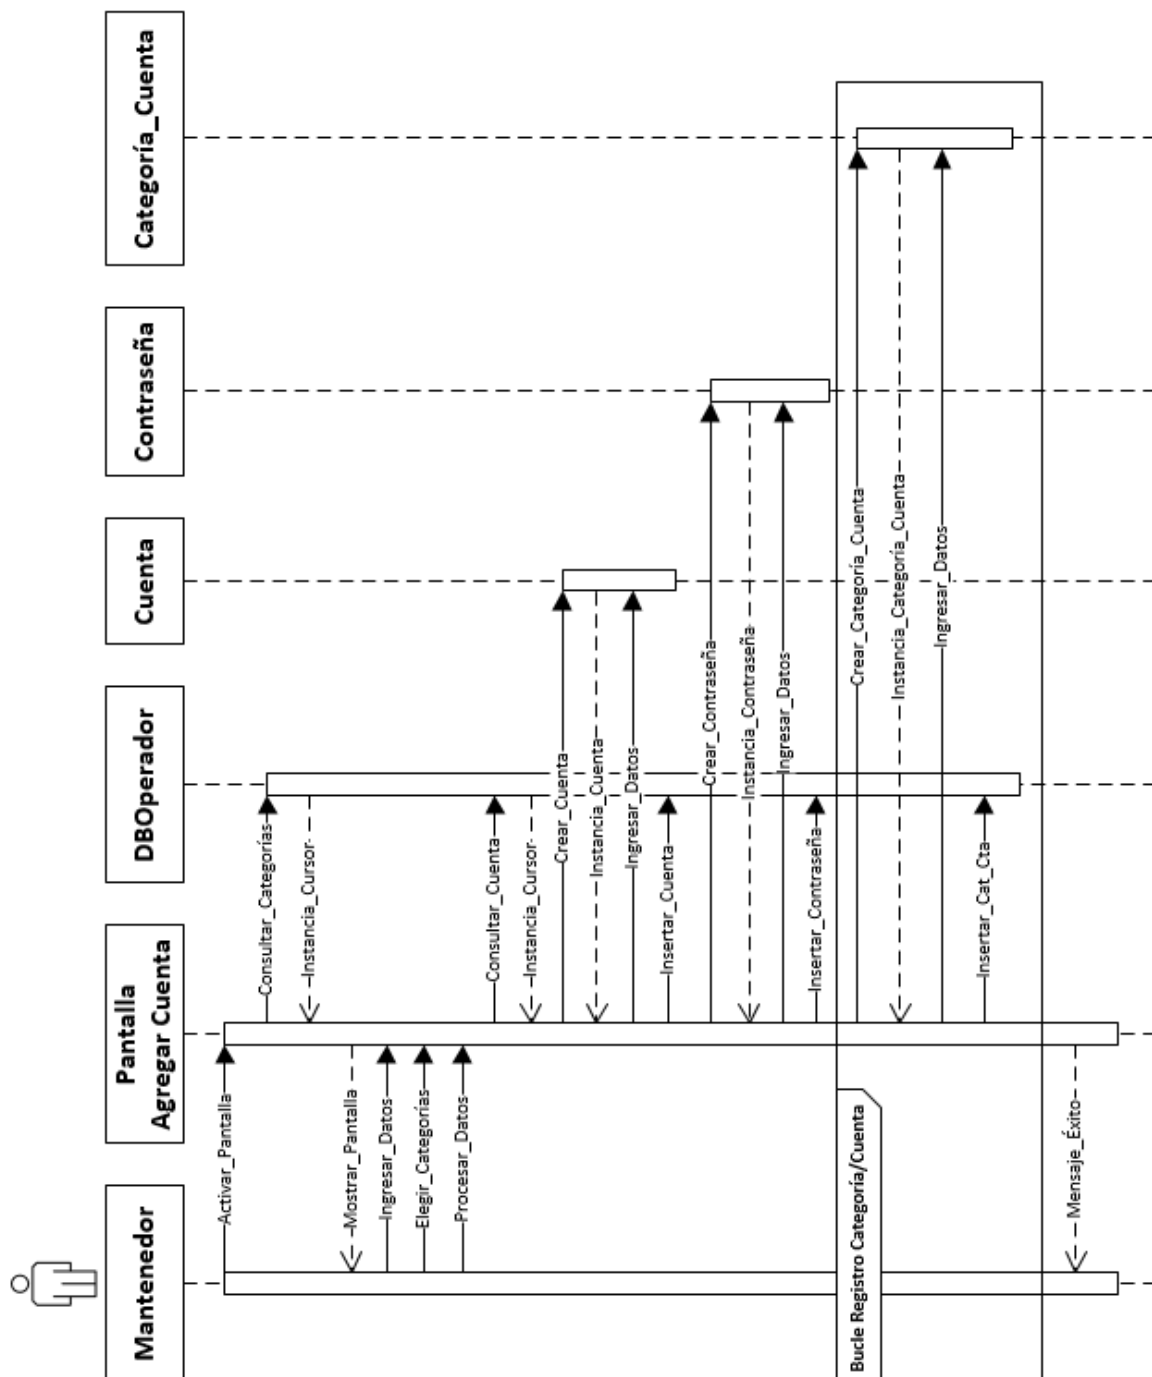 Mantenedor
Pantalla
Agregar Cuenta
DBOperador
Cuenta
Contraseña
Categoría_Cuenta
Activar_Pantalla
Consultar_Categorías
Instancia_Cursor
Mostrar_Pantalla
Ingresar_Datos
Elegir_Categorías
Procesar_Datos
Consultar_Cuenta
Instancia_Cursor
Crear_Cuenta
Instancia_Cuenta
Ingresar_Datos
Insertar_Cuenta
Crear_Contraseña
Instancia_Contraseña
Ingresar_Datos
Insertar_Contraseña
Bucle Registro Categoría/Cuenta
Crear_Categoría_Cuenta
Instancia_Categoría_Cuenta
Ingresar_Datos
Insertar_Cat_Cta
Mensaje_Éxito